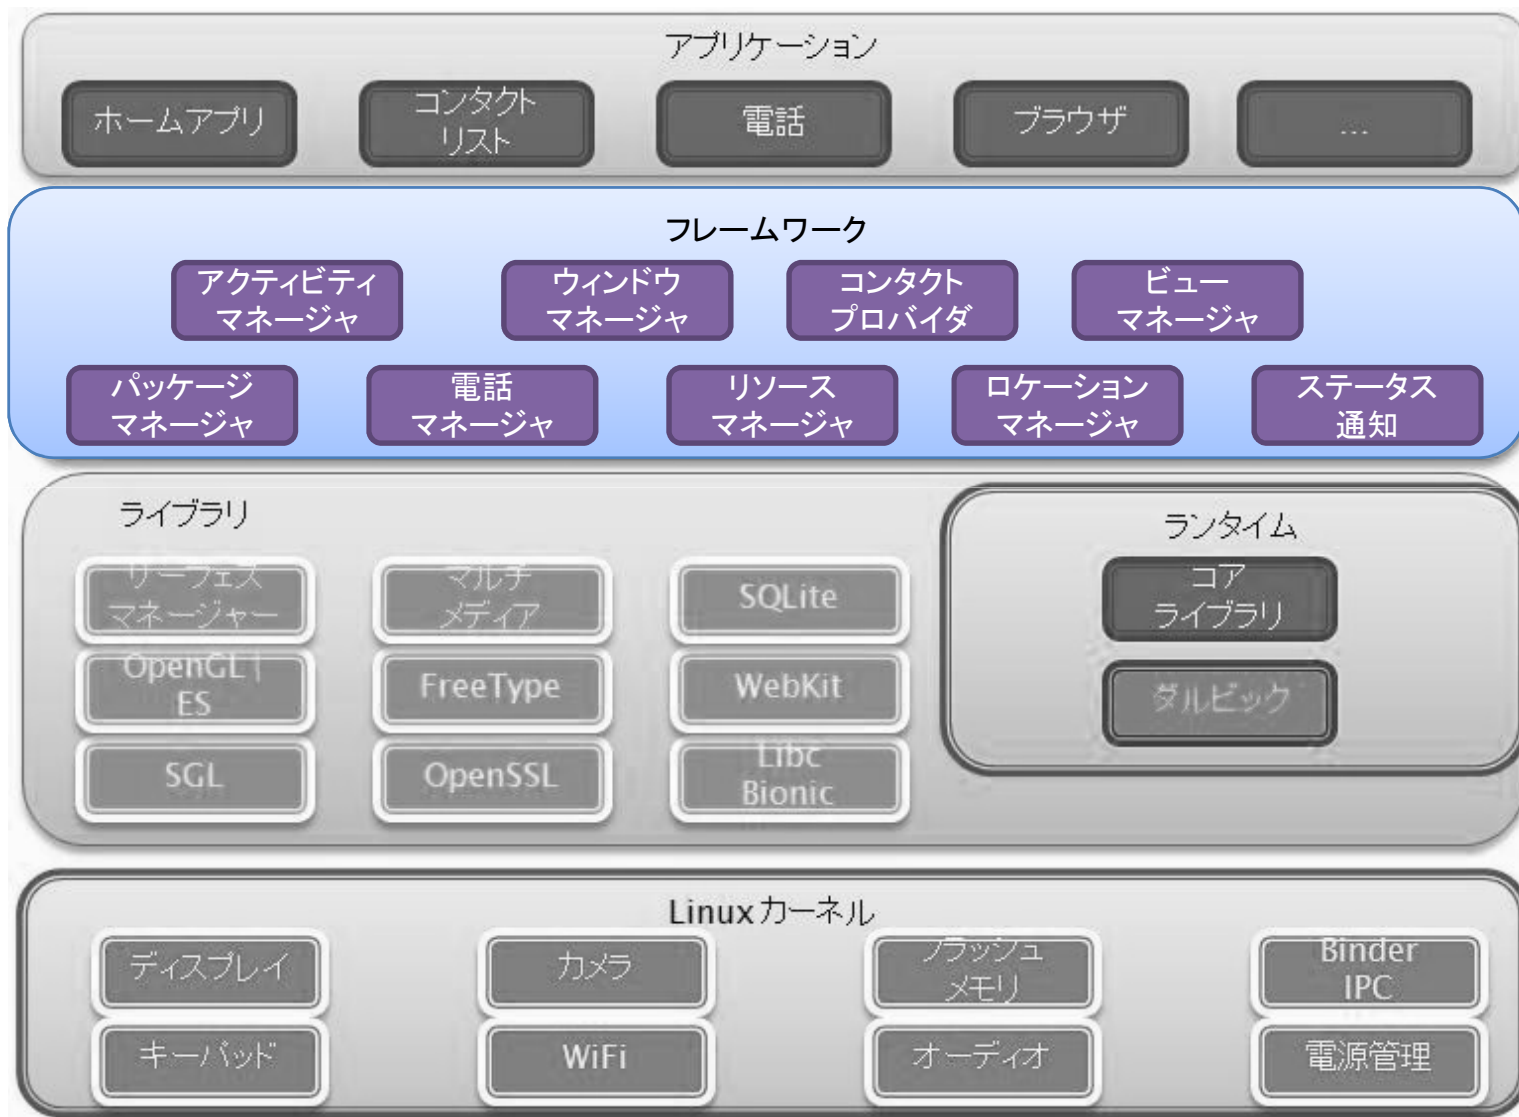 アプリケーション
ホームアプリ
コンタクト
リスト
電話
ブラウザ
...
フレームワーク
アクティビティ
マネージャ
ウィンドウ
マネージャ
コンタクト
プロバイダ
ビュー
マネージャ
パッケージ
マネージャ
電話
マネージャ
リソース
マネージャ
ロケーション
マネージャ
ステータス
通知
ライブラリ
サーフェス
マネージャー
マルチ
メディア
SQLite
OpenGL|
ES
FreeType
WebKit
SGL
OpenSSL
Libc
Bionic
ランタイム
コア
ライブラリ
ダルビック
Linuxカーネル
ディスプレイ
カメラ
フラッシュ
メモリ
Binder
IPC
キーパッド
WiFi
オーディオ
電源管理